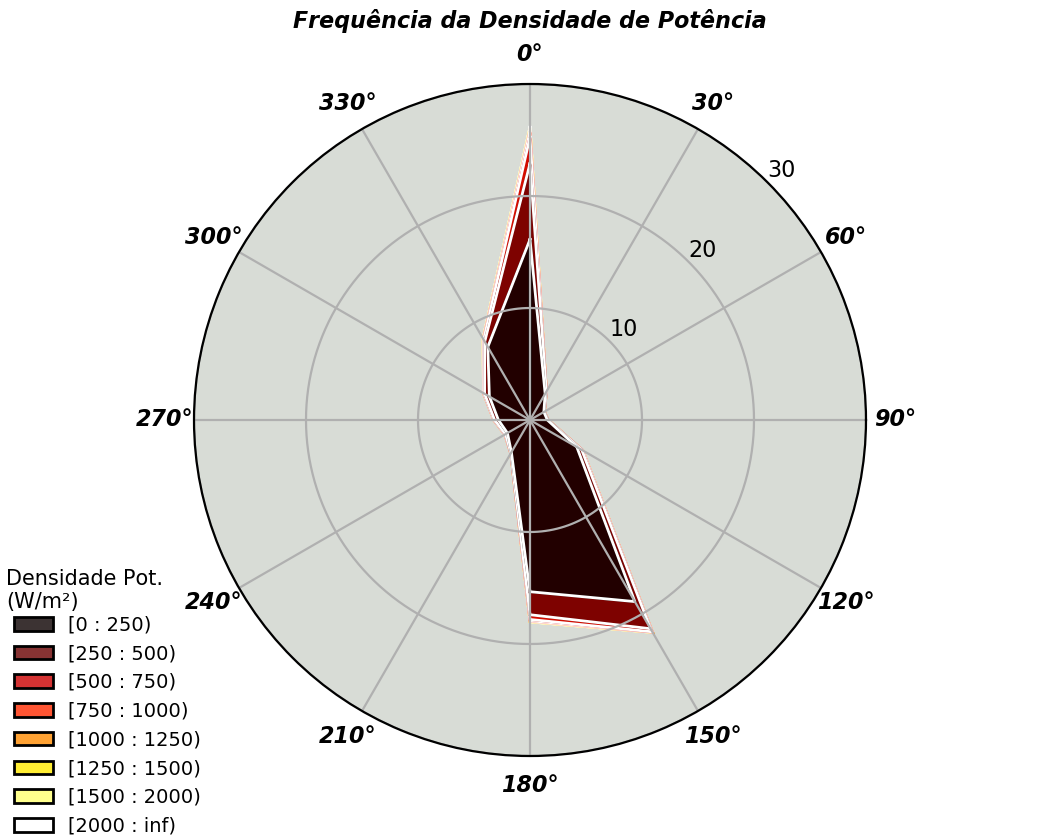 Frequência da Densidade de Potência
0°
330°
30°
30
300°
60°
20
10
270°
90°
Densidade Pot.
(W/m²)
240°
120°
[0 : 250)
[250 : 500)
[500 : 750)
[750 : 1000)
210°
150°
[1000 : 1250)
[1250 : 1500)
180°
[1500 : 2000)
[2000 : inf)